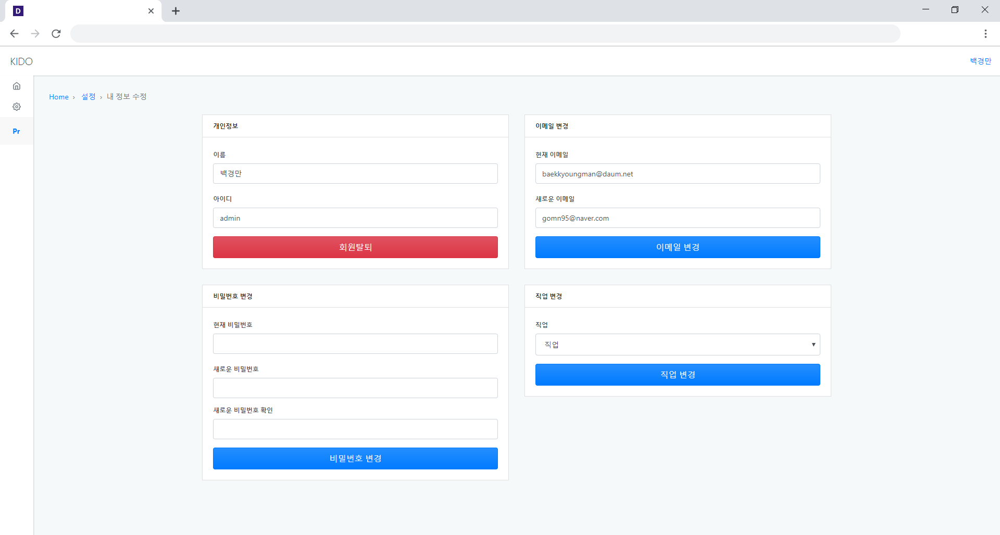 D
KIDO
백경만
Pr
Home › 설정 › 내 정보 수정
개인정보
이름
백경만
아이디
admin
회원탈퇴
이메일 변경
현재 이메일
baekkyoungman@daum.net
새로운 이메일
gomn95@naver.com
이메일 변경
비밀번호 변경
현재 비밀번호
새로운 비밀번호
새로운 비밀번호 확인
비밀번호 변경
직업 변경
직업
직업
직업 변경